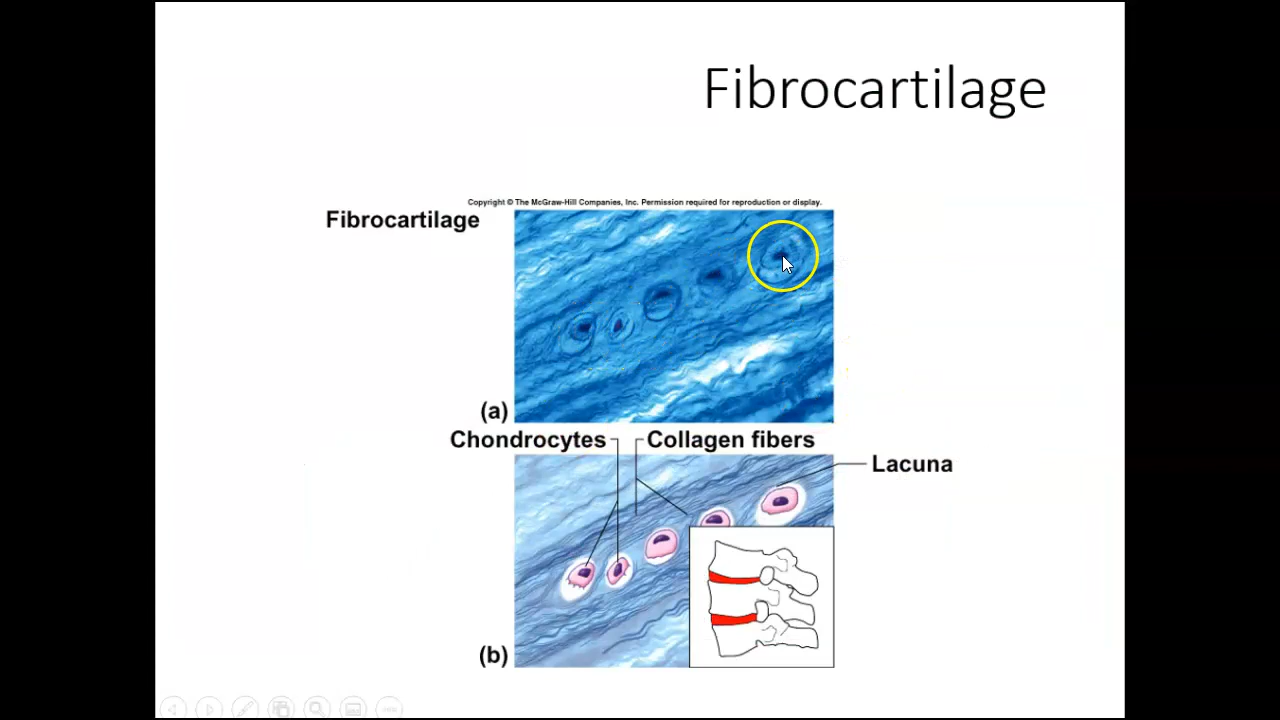 Fibrocartilage
Copyright © The McGraw-Hill Companies, Inc. Permission required for reproduction or display.
Fibrocartilage
(a)
Chondrocytes
Collagen fibers
Lacuna
(b)